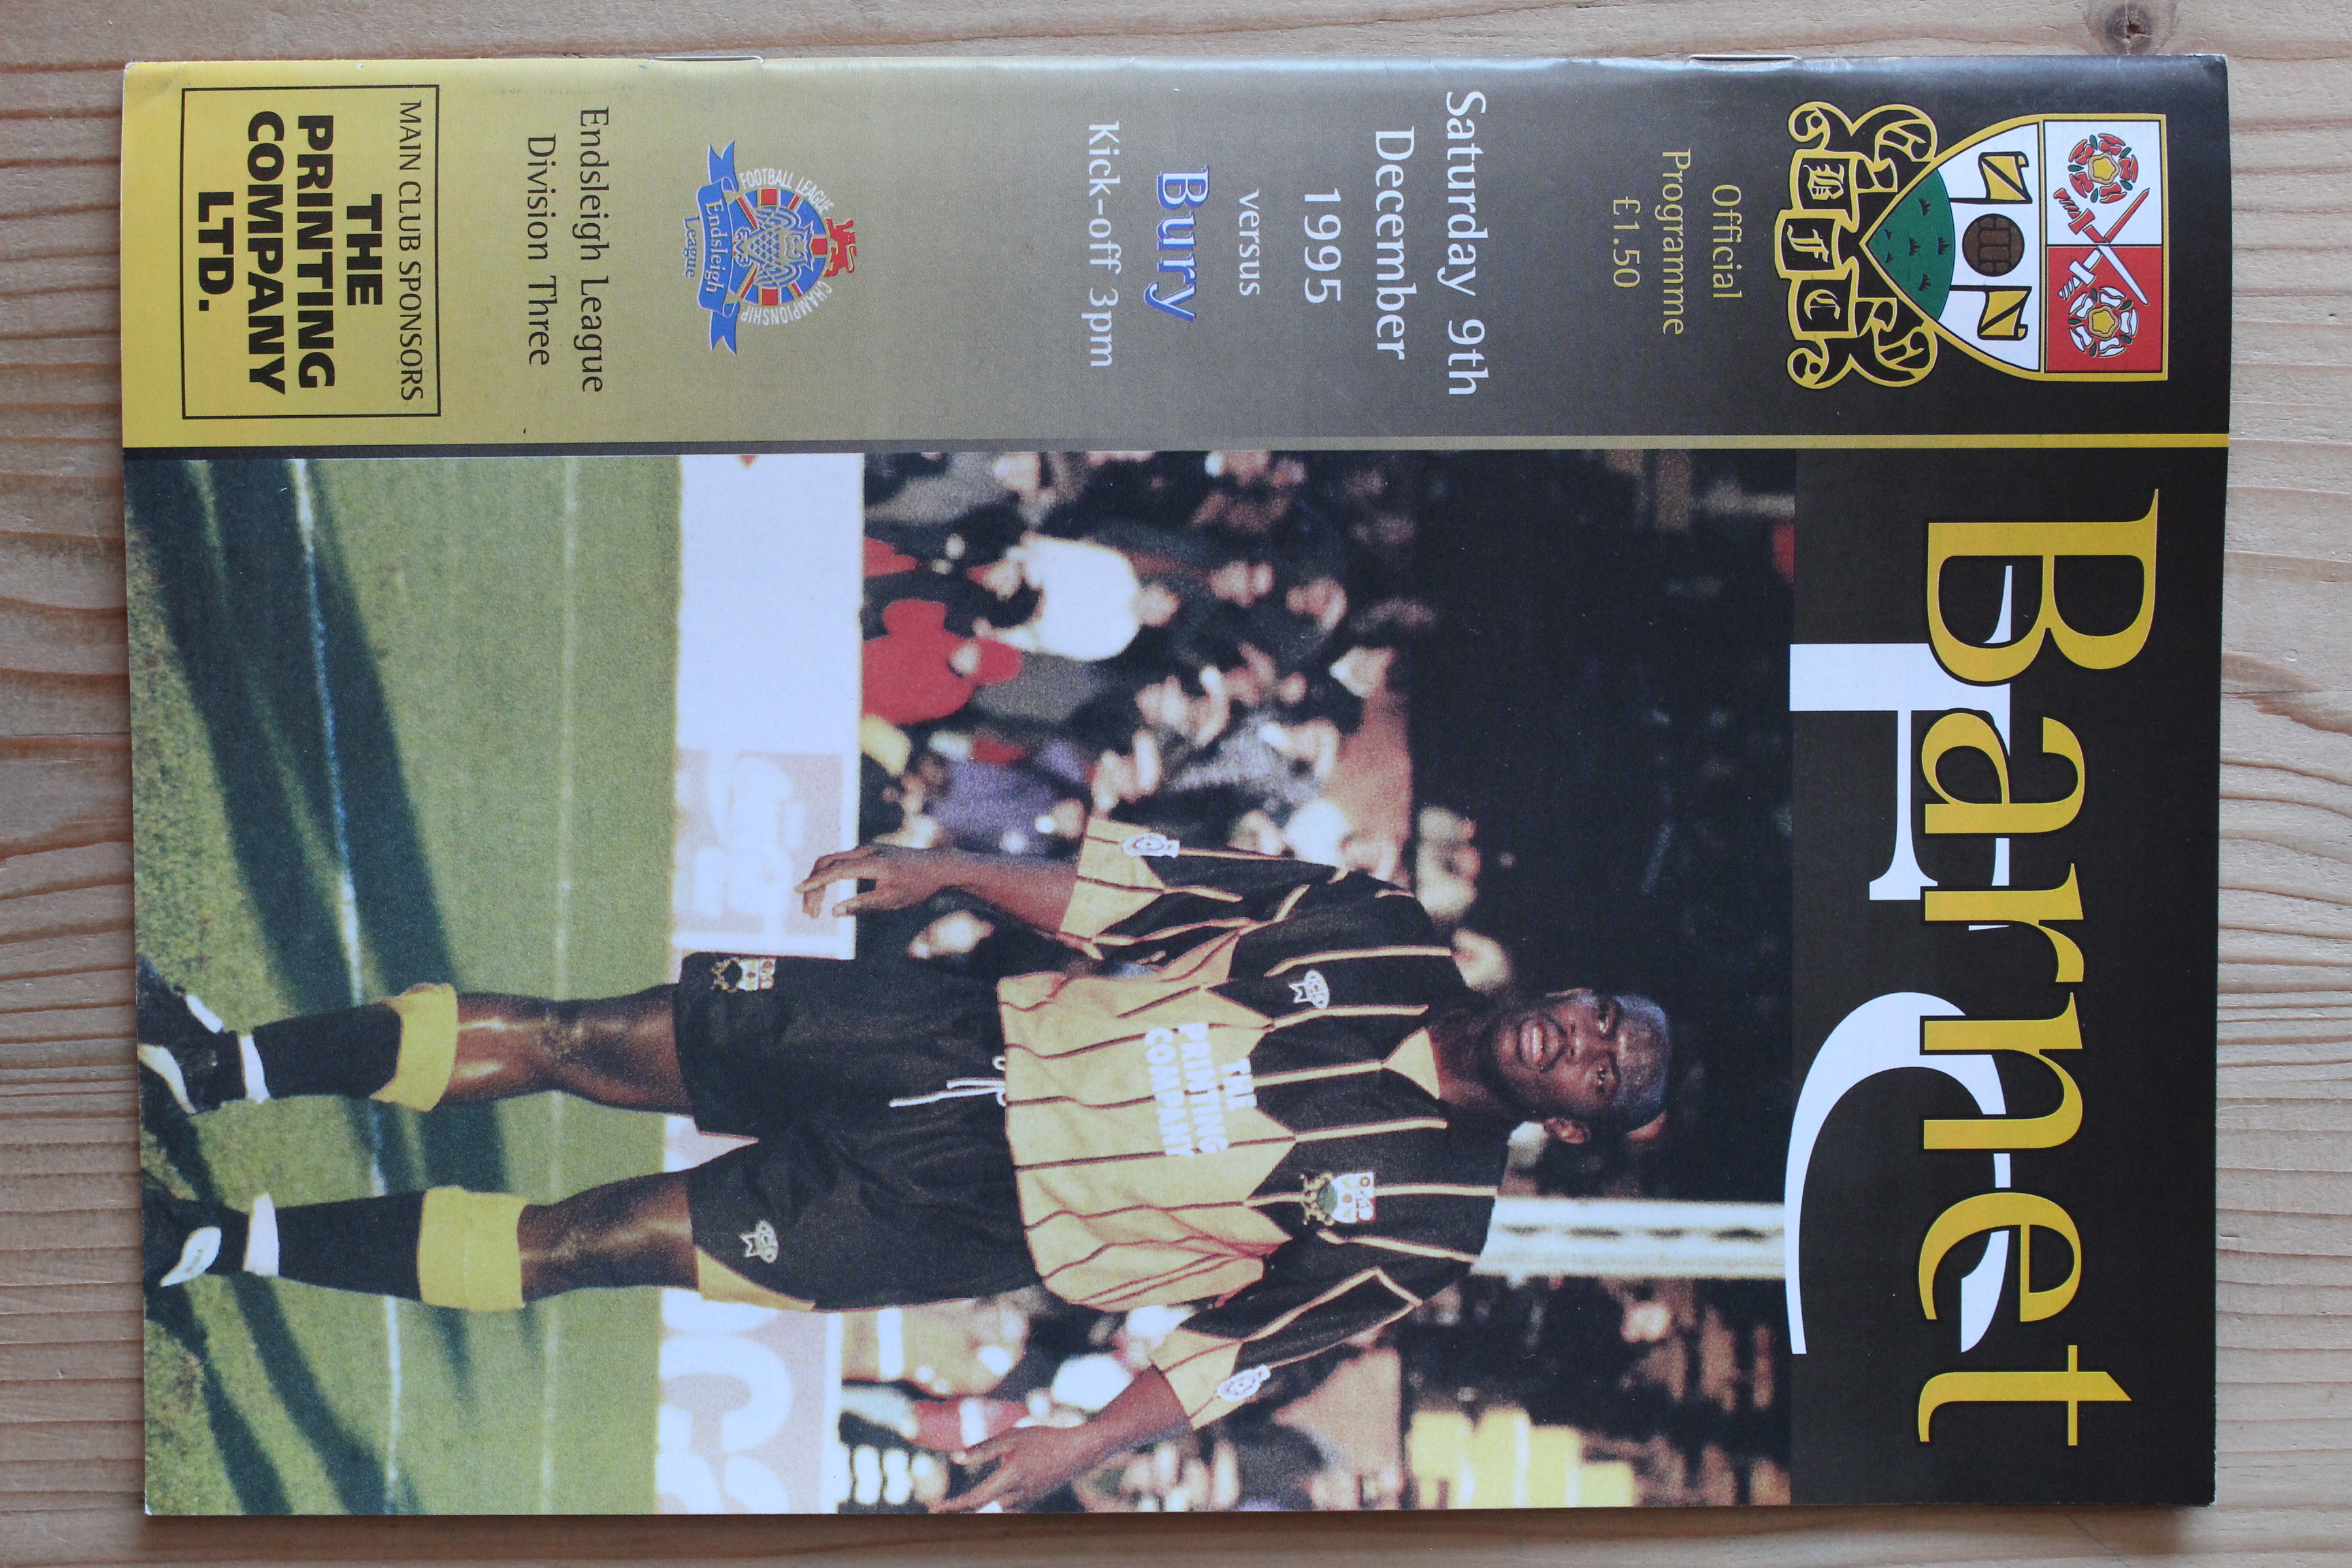 Barnet
FC
B F C
Official
Programme
£1.50
Saturday 9th
December
1995
versus
Bury
Kick-off 3pm
FOOTBALL LEAGUE
CHAMPIONSHIP
Endsleigh
League
Endsleigh League
Division Three
MAIN CLUB SPONSORS
THE
PRINTING
COMPANY
LTD.
THE
PRINTING
COMPANY